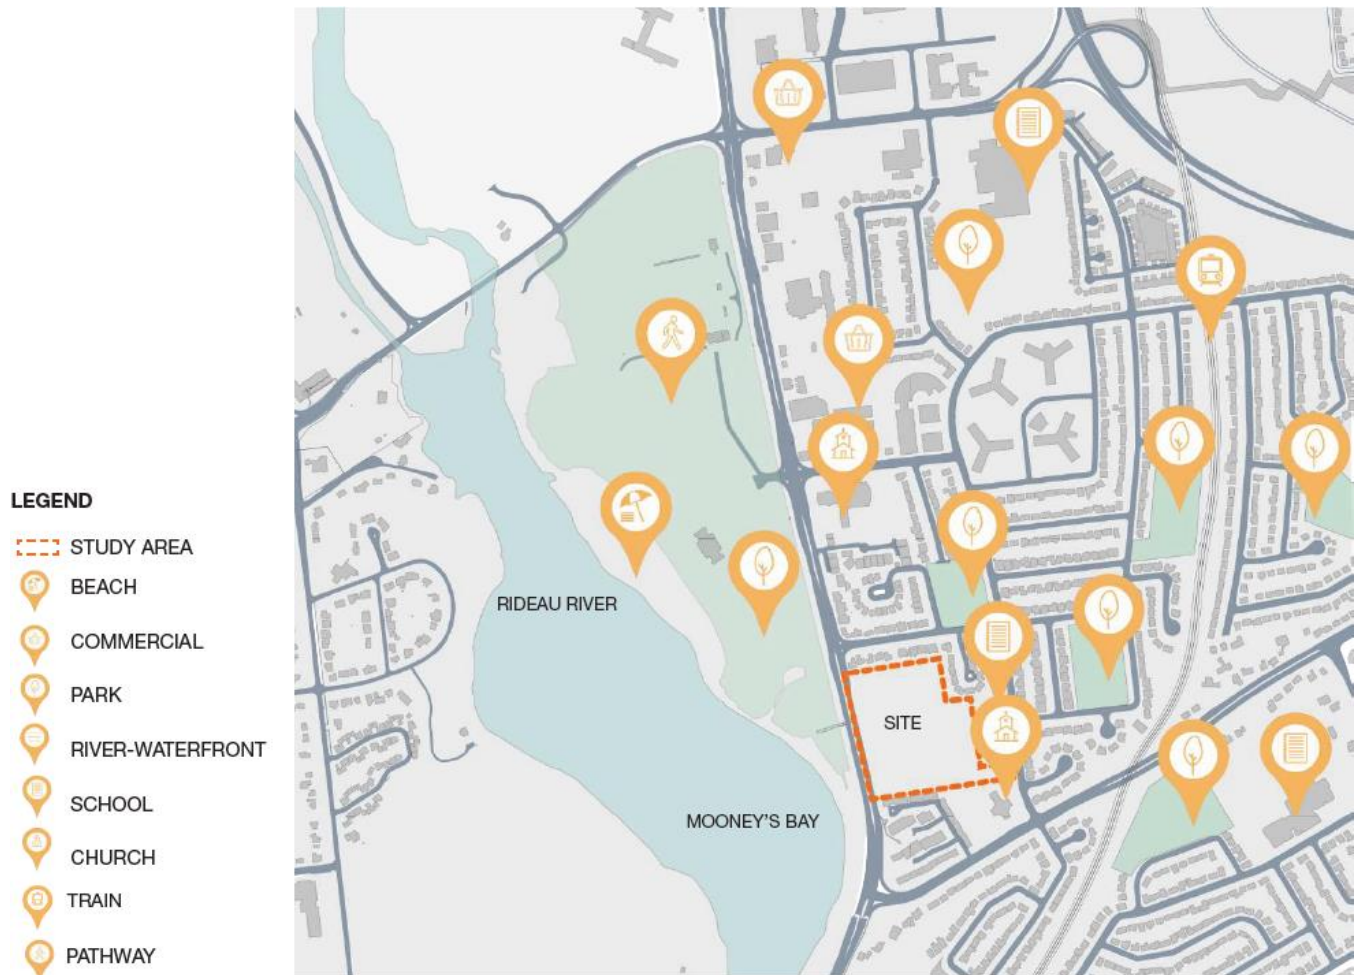 LEGEND
STUDY AREA
BEACH
COMMERCIAL
PARK
RIVER-WATERFRONT
SCHOOL
CHURCH
TRAIN
PATHWAY
RIDEAU RIVER
SITE
MOONEY'S BAY